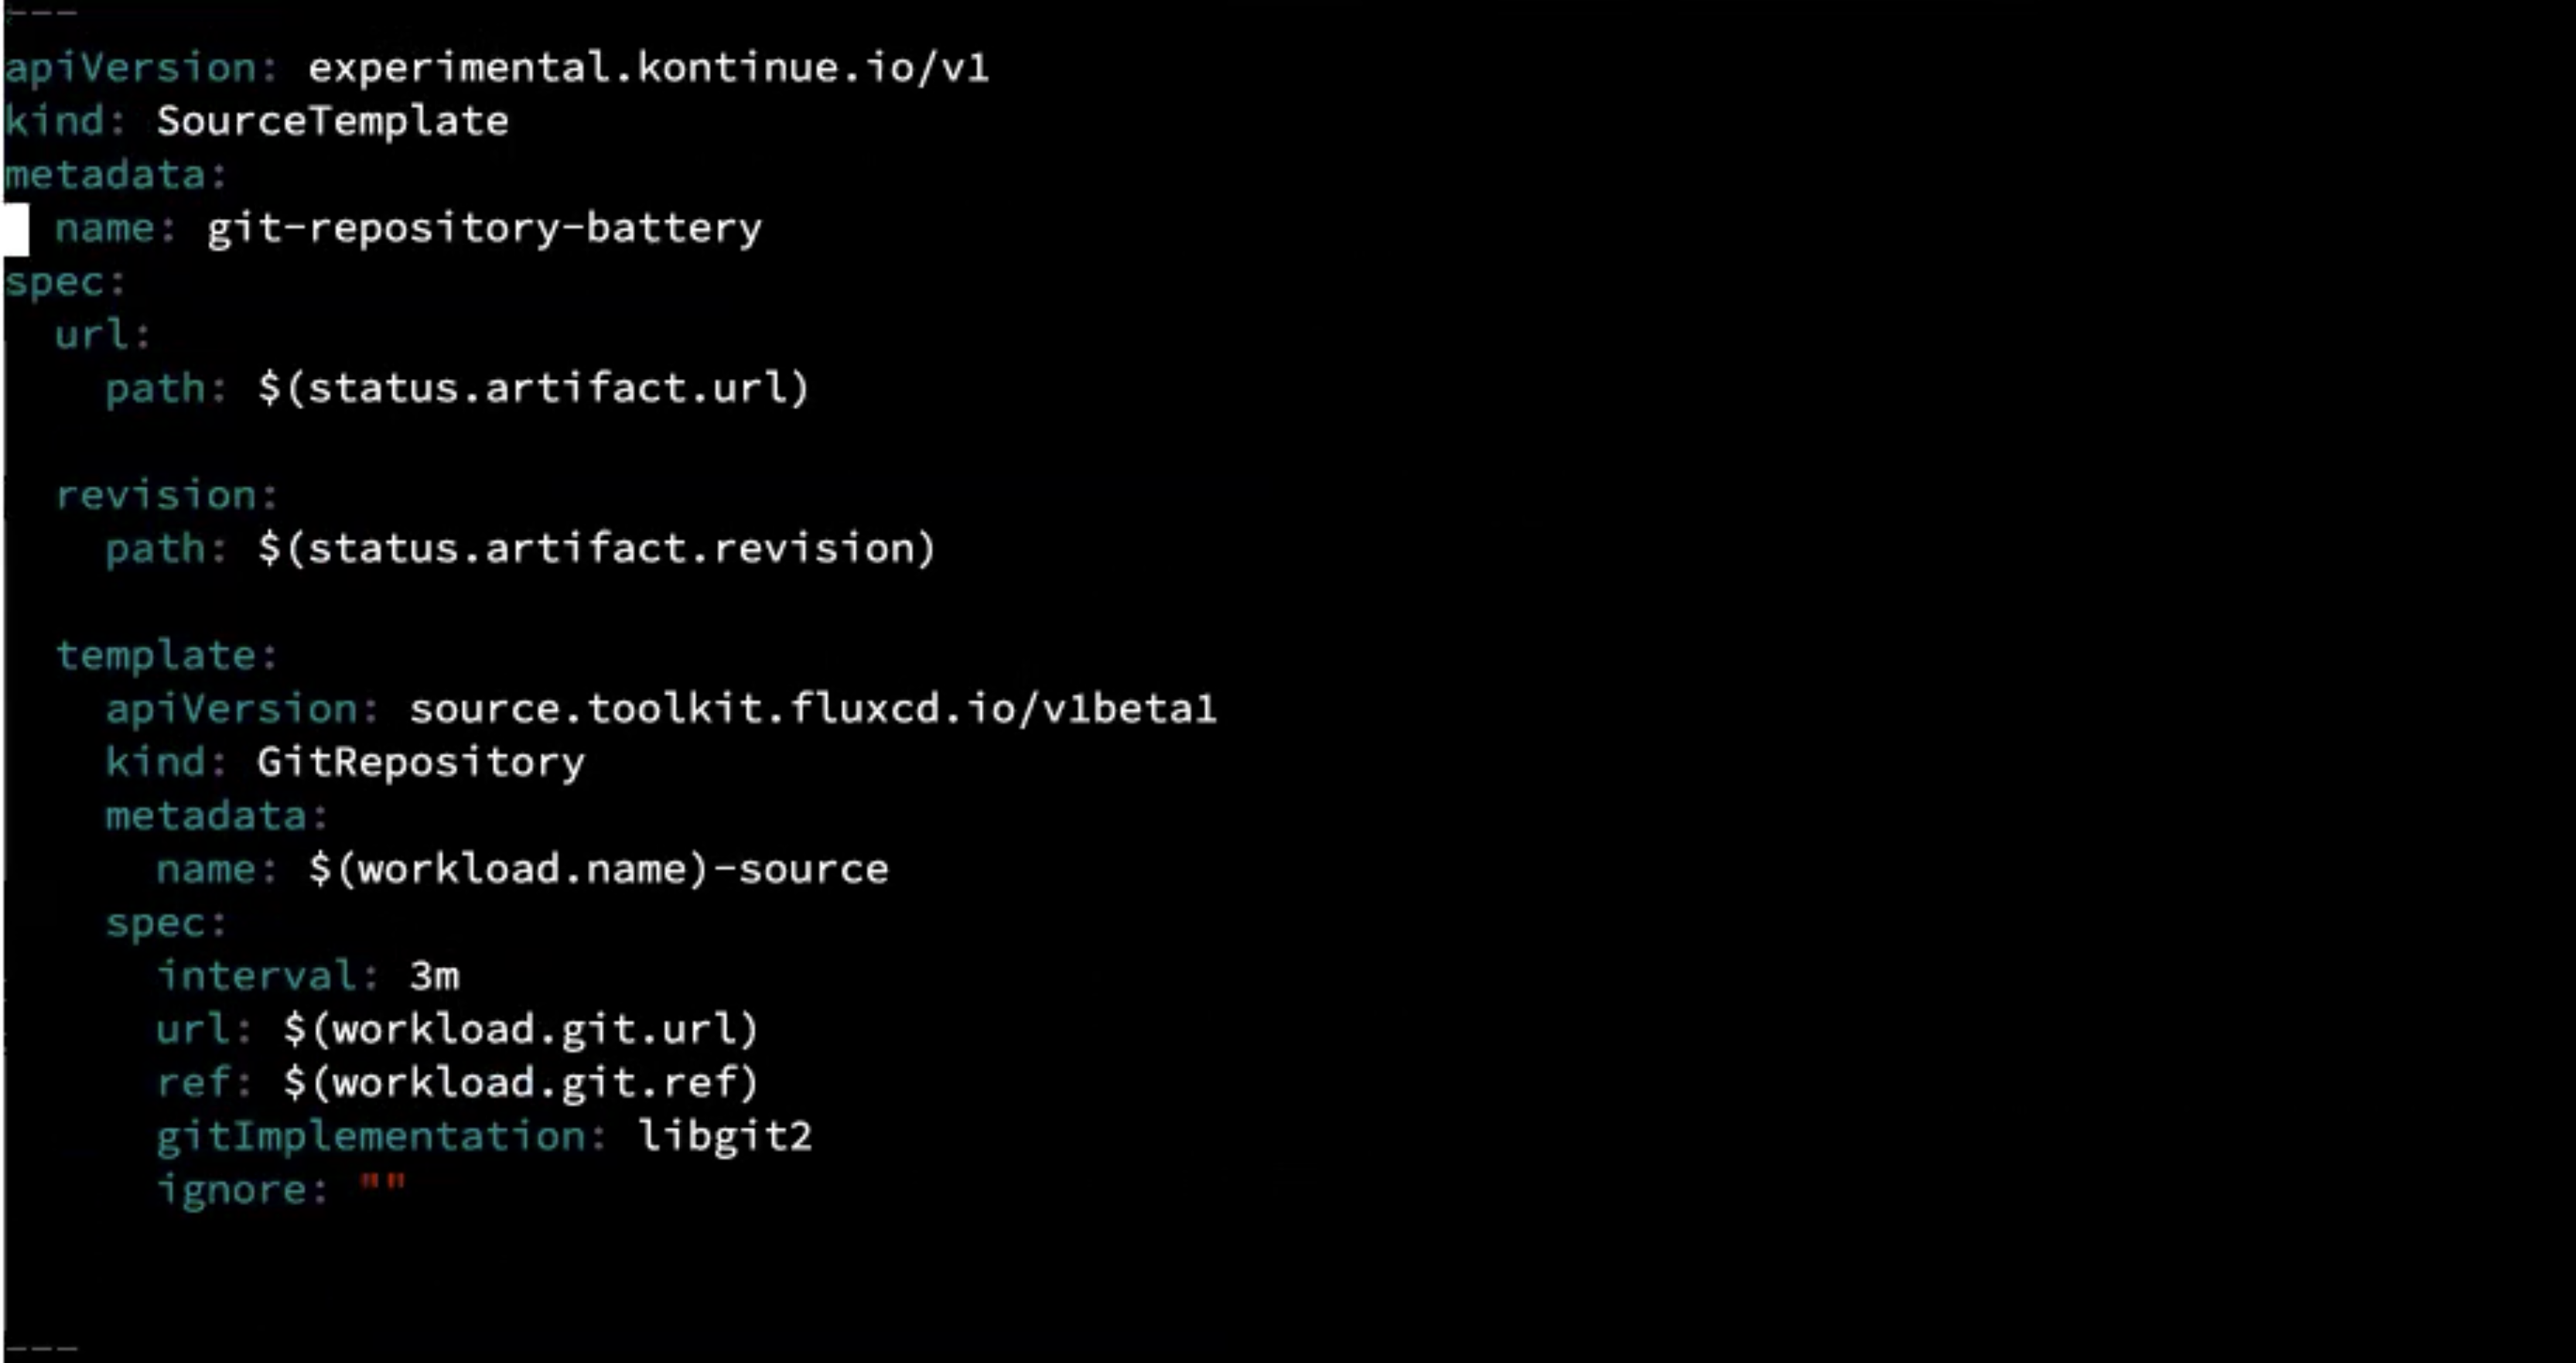 ---
apiVersion: experimental.kontinue.io/v1
kind: SourceTemplate
metadata:
  name: git-repository-battery
spec:
  url:
    path: $(status.artifact.url)

  revision:
    path: $(status.artifact.revision)

  template:
    apiVersion: source.toolkit.fluxcd.io/v1beta1
    kind: GitRepository
    metadata:
      name: $(workload.name)-source
    spec:
      interval: 3m
      url: $(workload.git.url)
      ref: $(workload.git.ref)
      gitImplementation: libgit2
      ignore: ""

---